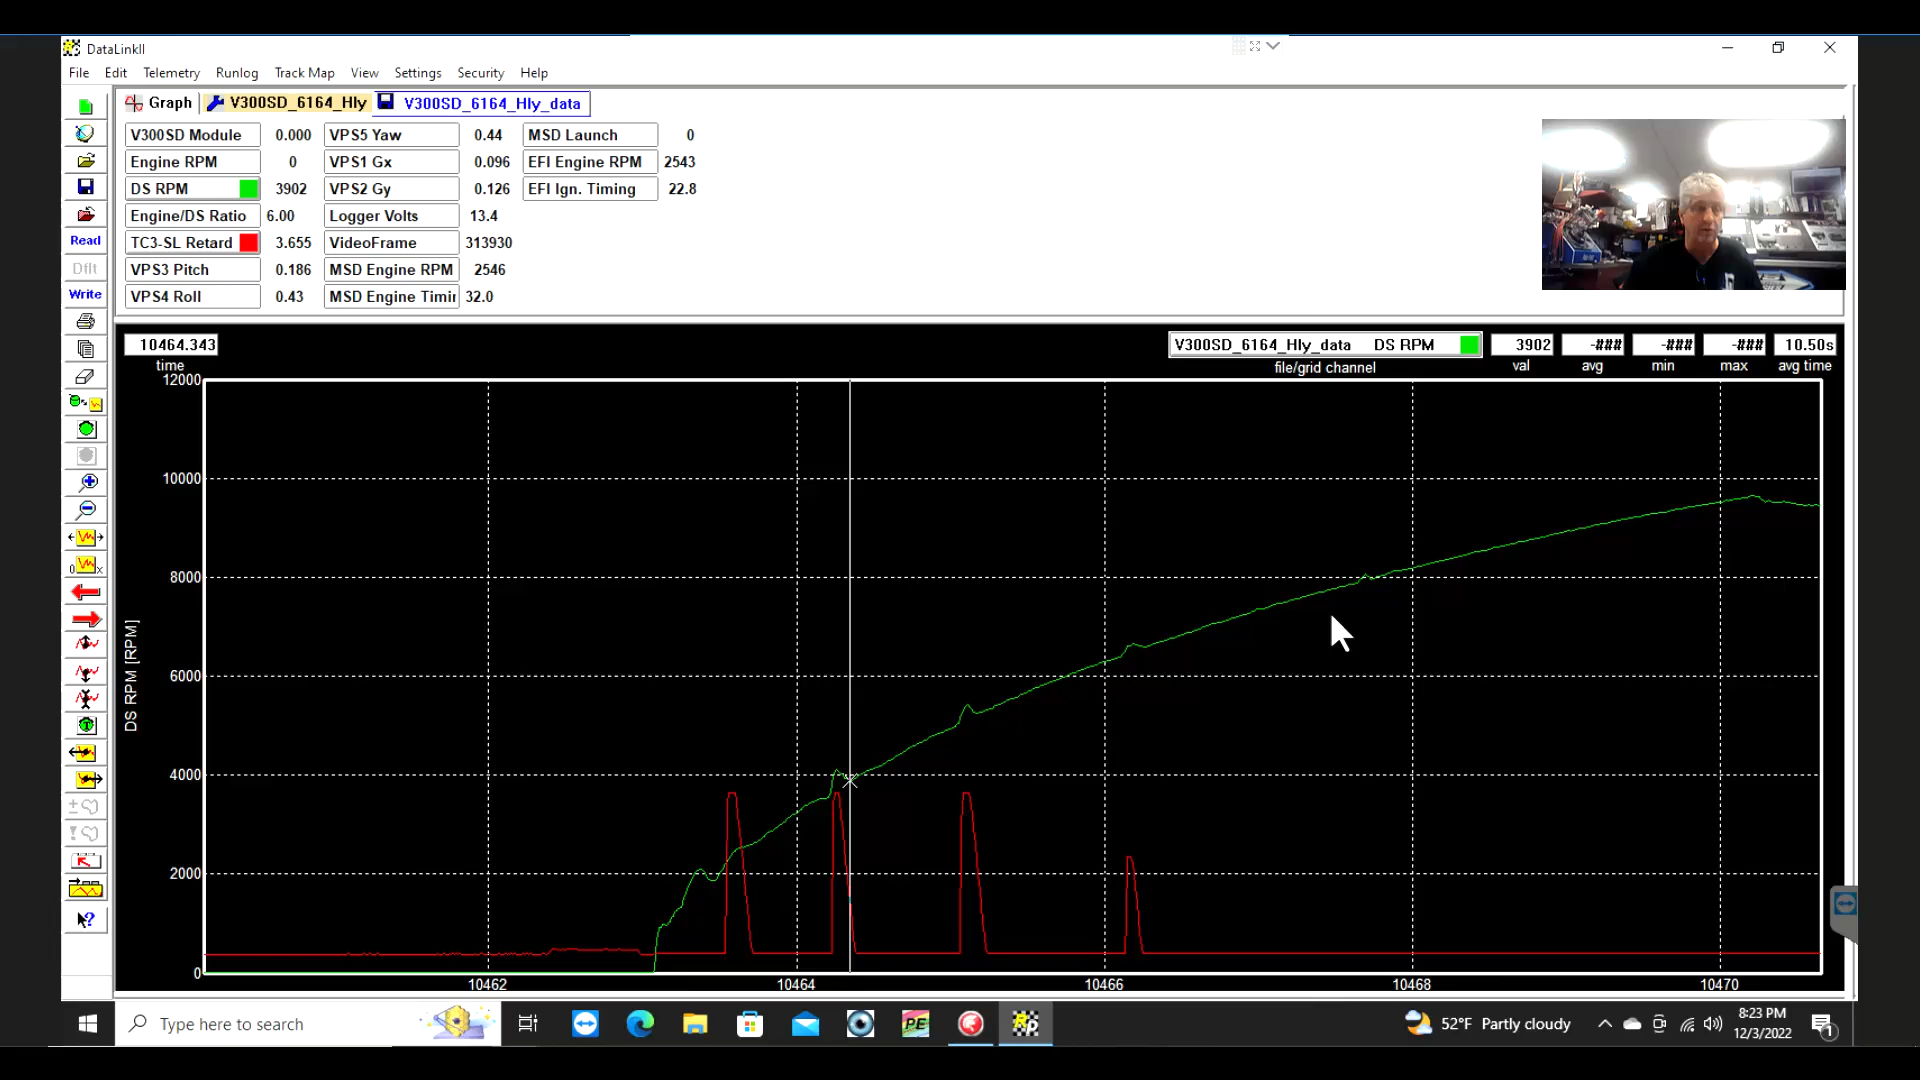 DataLinkII
File Edit Telemetry Runlog Track Map View Settings Security Help
Graph V300SD_6164_Hly V300SD_6164_Hly_data
V300SD Module 0.000 VPS5 Yaw 0.44 MSD Launch 0
Engine RPM 0 VPS1 Gx 0.096 EFI Engine RPM 2543
DS RPM 3902 VPS2 Gy 0.126 EFI Ign. Timing 22.8
Engine/DS Ratio 6.00 Logger Volts 13.4
TC3-SL Retard 3.655 VideoFrame 313930
VPS3 Pitch 0.186 MSD Engine RPM 2546
VPS4 Roll 0.43 MSD Engine Timir 32.0
Read
Dflt
Write
10464.343 V300SD_6164_Hly_data DS RPM 3902 -### -### -### 10.50s
time file/grid channel val avg min max avg time
12000
10000
8000
6000
4000
2000
0
DS RPM [RPM]
10462 10464 10466 10468 10470
Type here to search PE 52°F Partly cloudy 8:23 PM
12/3/2022
1